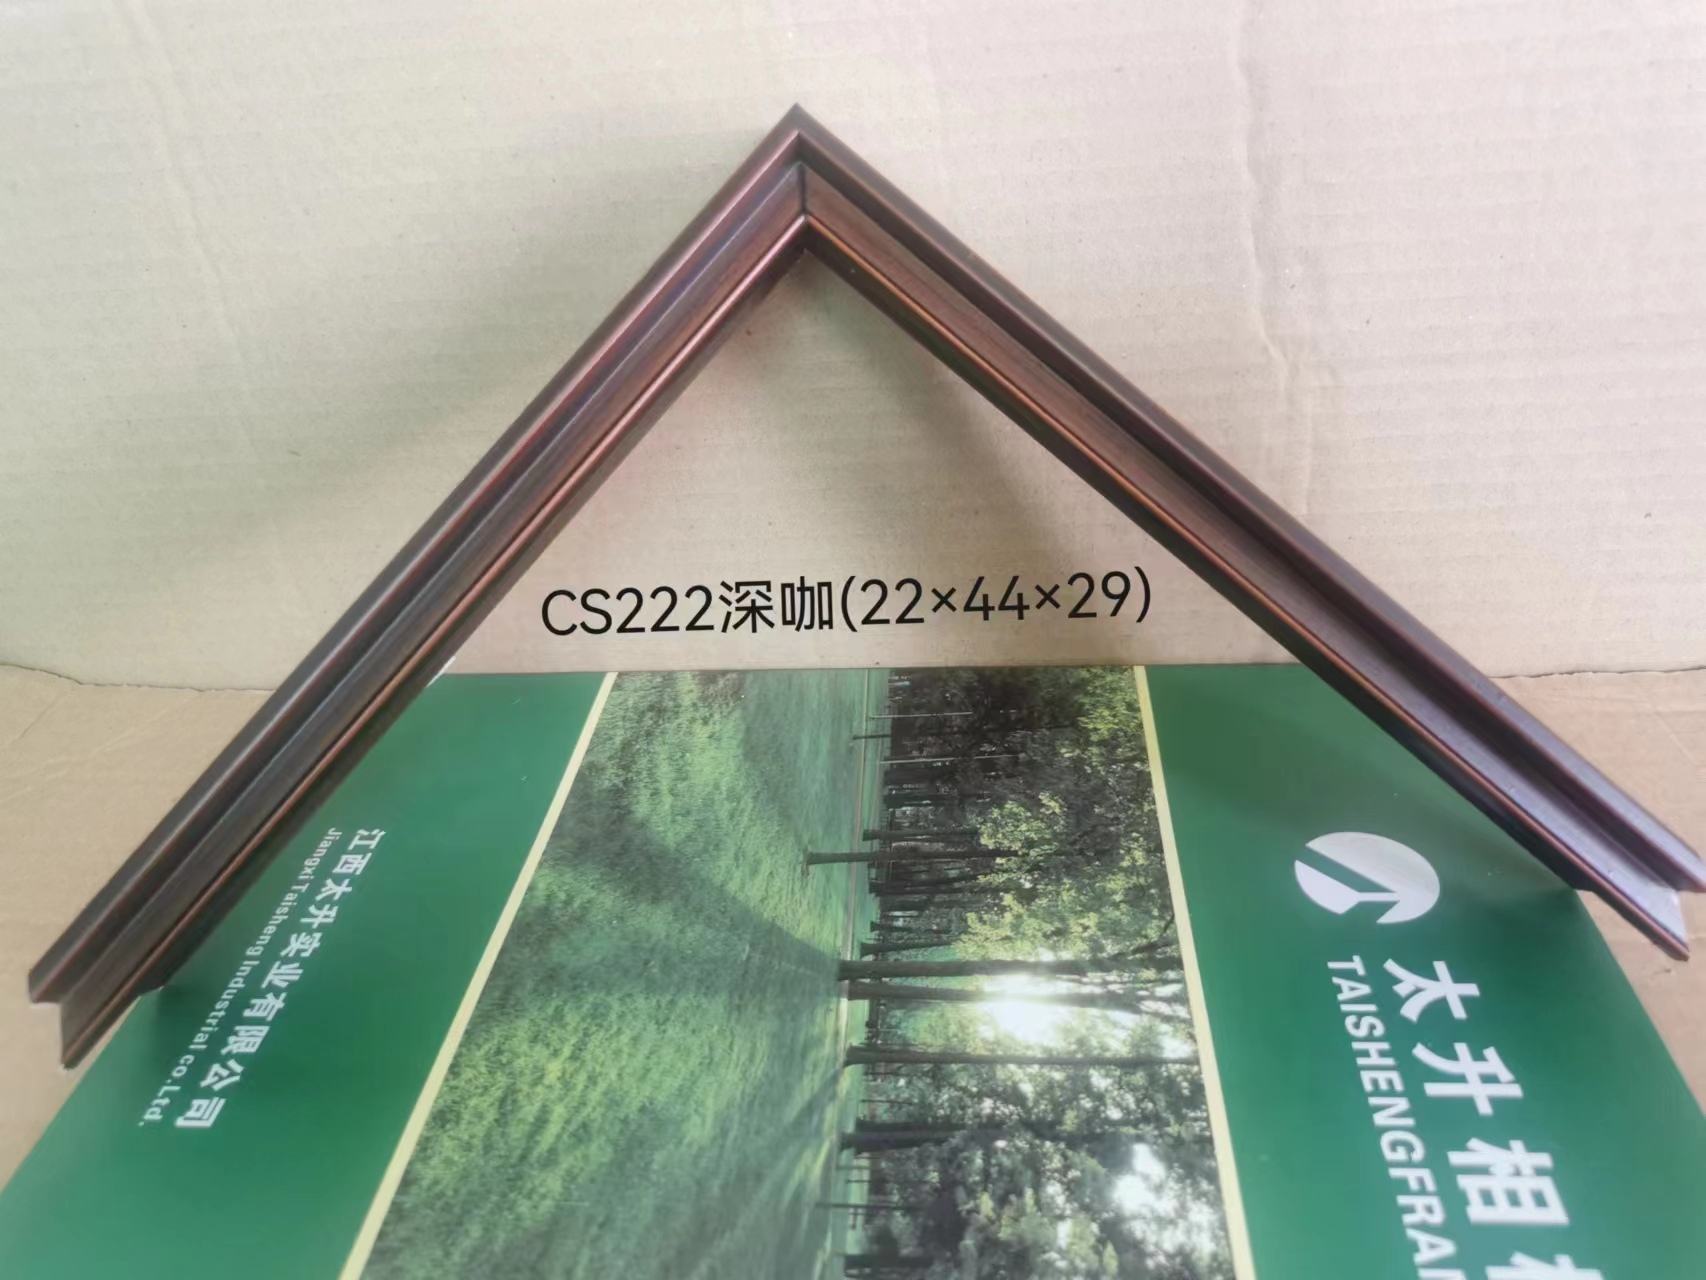 CS222深咖(22×44×29)
江西太升实业有限公司
Jiangxi Taisheng Industrial co.Ltd.
太升相
TAISHENGFRA